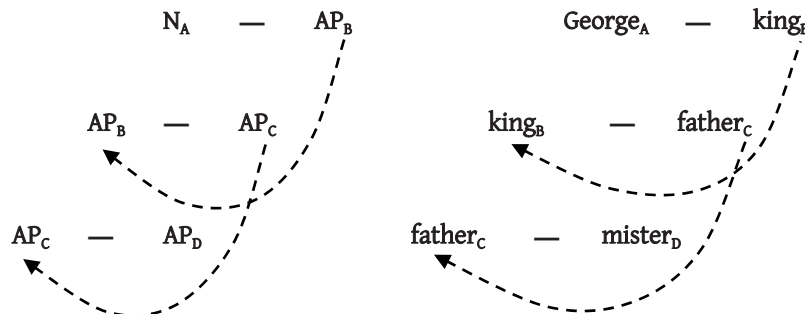 N_A — AP_B George_A — king_B
AP_B — AP_C king_B — father_C
AP_C — AP_D father_C — mister_D